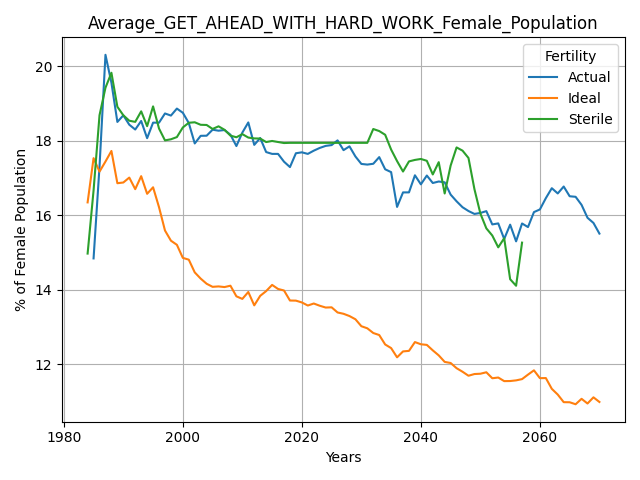 Average_GET_AHEAD_WITH_HARD_WORK_Female_Population
Fertility
Actual
Ideal
Sterile
% of Female Population
20
18
16
14
12
1980
2000
2020
2040
2060
Years